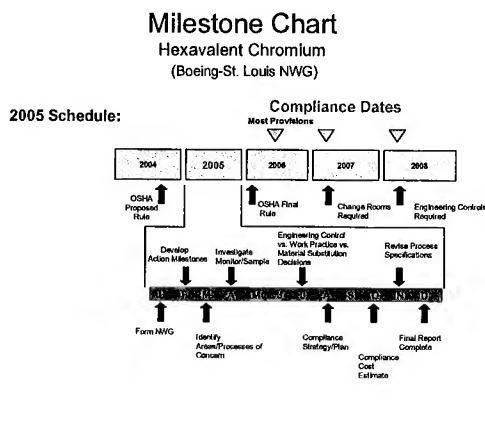 Milestone Chart
Hexavalent Chromium
(Boeing-St. Louis NWG)
2005 Schedule:
Compliance Dates
Most Provisions
2004
2005
2006
2007
2008
OSHA
Proposed
Rule
OSHA Final
Rule
Change Rooms
Required
Engineering Controls
Required
Develop
Action Milestones
Investigate
Monitor/Sample
Engineering Control
vs. Work Practice vs.
Material Substitution
Decisions
Revise Process
Specifications
Form NWG
Identify
Areas/Processes of
Concern
Compliance
Strategy/Plan
Compliance
Cost
Estimate
Final Report
Complete